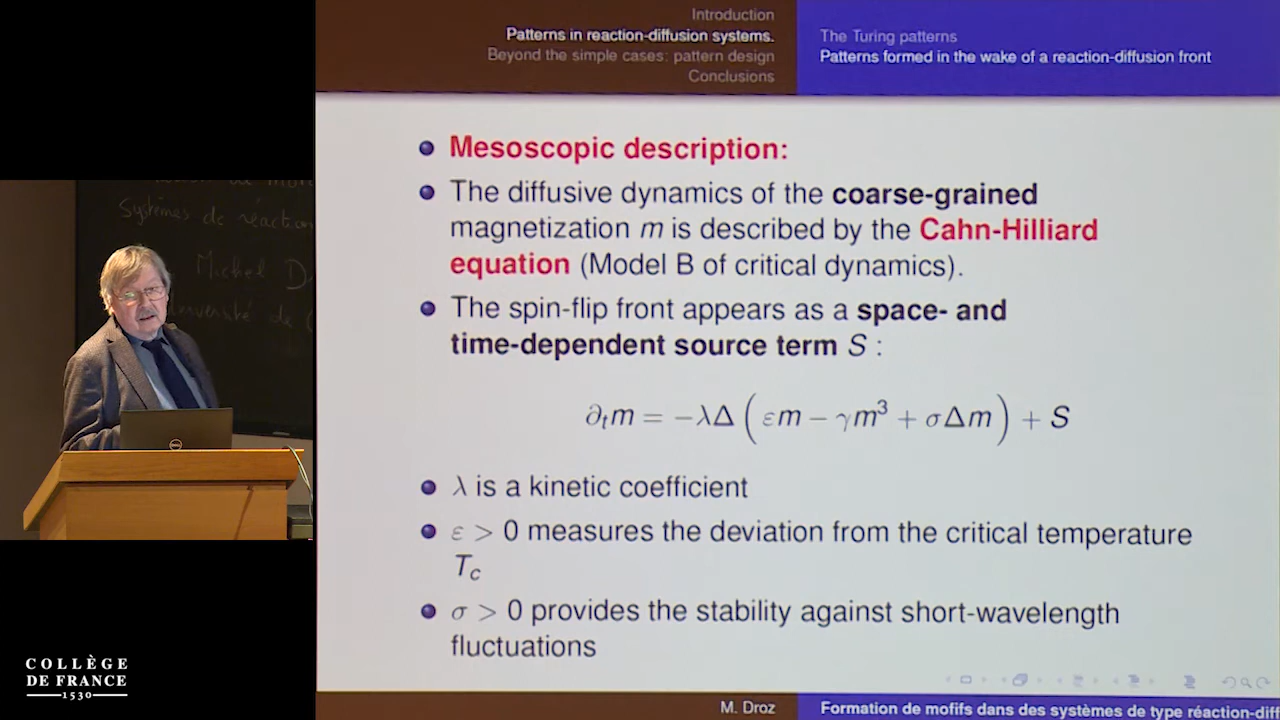 Introduction
Patterns in reaction-diffusion systems.
Beyond the simple cases: pattern design
Conclusions
The Turing patterns
Patterns formed in the wake of a reaction-diffusion front
Mesoscopic description:
The diffusive dynamics of the coarse-grained
magnetization m is described by the Cahn-Hilliard
equation (Model B of critical dynamics).
The spin-flip front appears as a space- and
time-dependent source term S :
∂ₜm = −λΔ (εm − γm³ + σΔm) + S
λ is a kinetic coefficient
ε > 0 measures the deviation from the critical temperature
T_c
σ > 0 provides the stability against short-wavelength
fluctuations
M. Droz
Formation de mofifs dans des systèmes de type réaction-diff
Systèmes de réaction
Michel D
COLLÈGE
DE FRANCE
1530
DELL